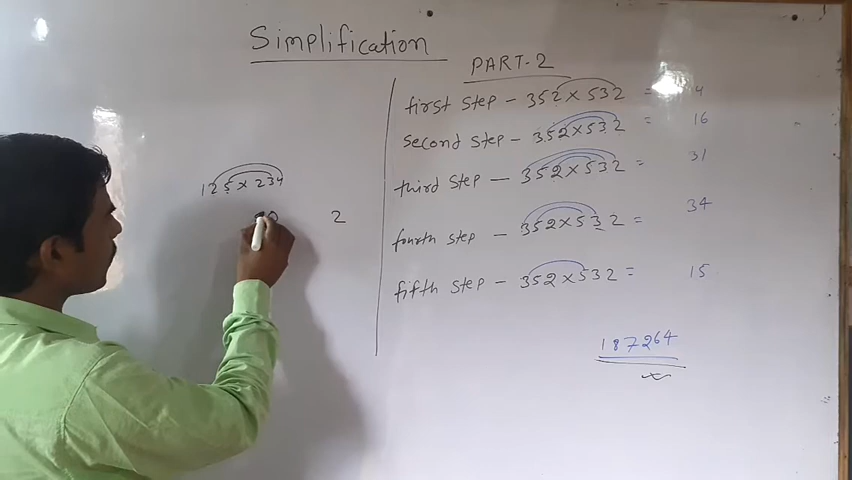 Simplification
PART-2
first step - 352 × 532 = 4
second step - 352×532 = 16
third step - 352×532 = 31
fourth step - 352×532 = 34
fifth step - 352×532 = 15
187264
125 × 234
2